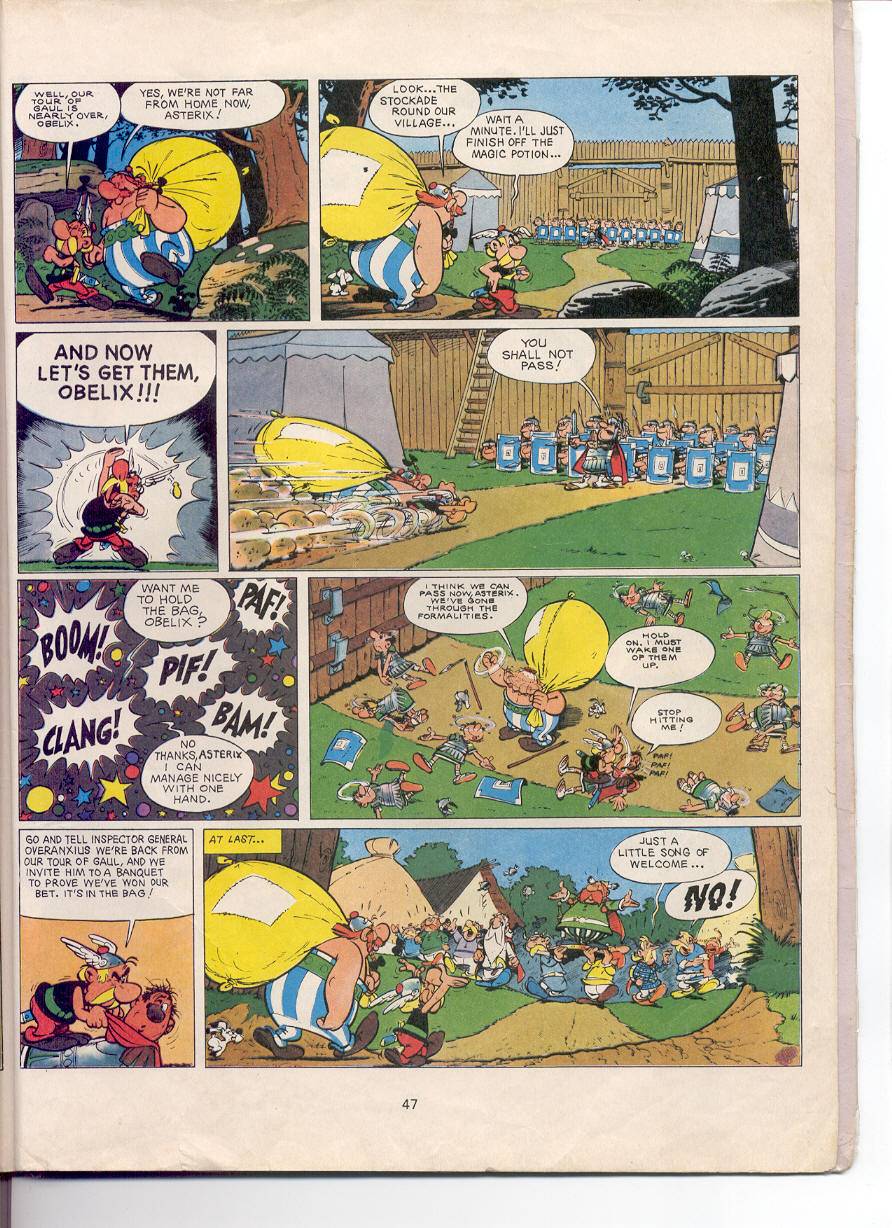 WELL, OUR
TOUR OF
GAUL IS
NEARLY OVER,
OBELIX.
YES, WE'RE NOT FAR
FROM HOME NOW,
ASTERIX!
LOOK...THE
STOCKADE
ROUND OUR
VILLAGE...
WAIT A
MINUTE. I'LL JUST
FINISH OFF THE
MAGIC POTION...
AND NOW
LET'S GET THEM,
OBELIX!!!
YOU
SHALL NOT
PASS!
BOOM!
WANT ME
TO HOLD
THE BAG,
OBELIX?
PAF!
PIF!
CLANG!
BAM!
NO
THANKS, ASTERIX
I CAN
MANAGE NICELY
WITH ONE
HAND.
I THINK WE CAN
PASS NOW, ASTERIX.
WE'VE GONE
THROUGH THE
FORMALITIES.
HOLD
ON. I MUST
WAKE ONE
OF THEM
UP.
STOP
HITTING
ME!
PAF!
PAF!
PAF!
GO AND TELL INSPECTOR GENERAL
OVERANXIUS WE'RE BACK FROM
OUR TOUR OF GAUL, AND WE
INVITE HIM TO A BANQUET
TO PROVE WE'VE WON OUR
BET. IT'S IN THE BAG!
AT LAST...
JUST A
LITTLE SONG OF
WELCOME...
NO!
47